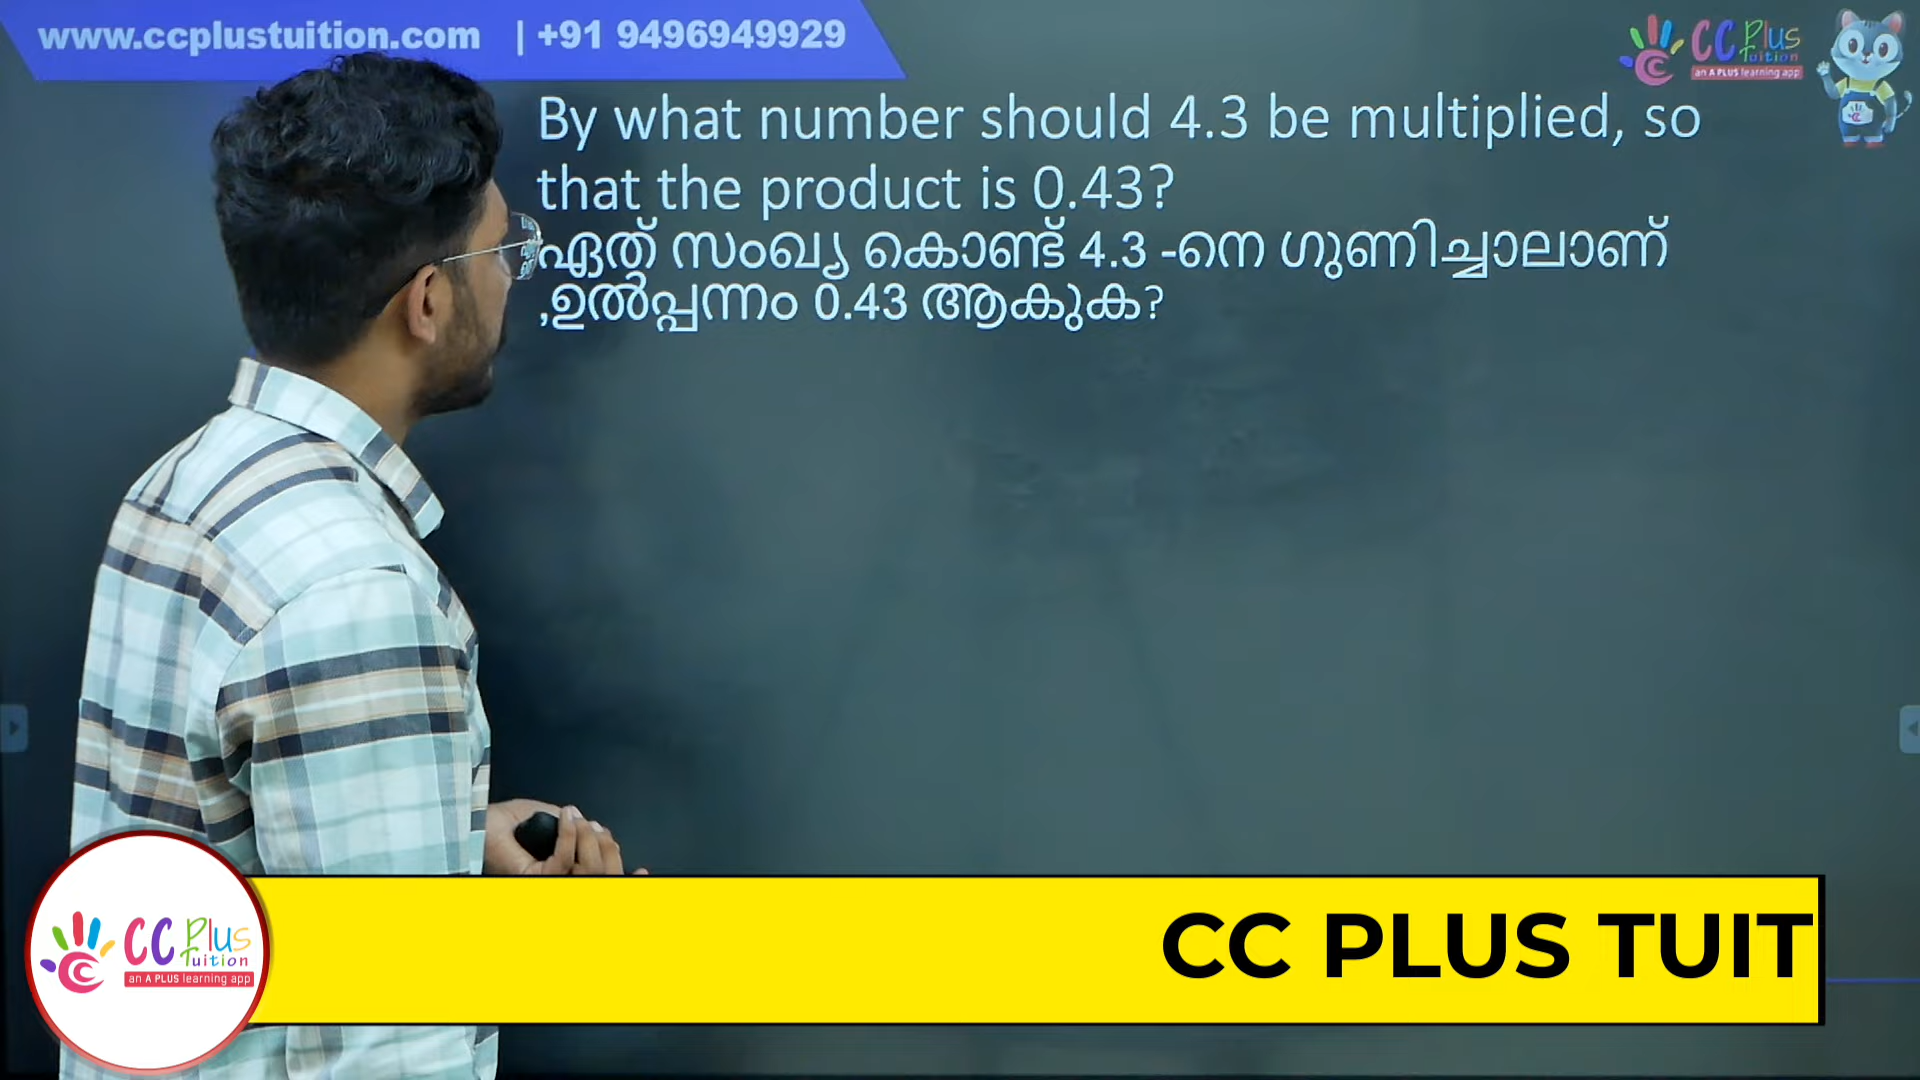 www.ccplustuition.com | +91 9496949929
CC Plus
Tuition
an A PLUS learning app
By what number should 4.3 be multiplied, so
that the product is 0.43?
ഏത് സംഖ്യ കൊണ്ട് 4.3 -നെ ഗുണിച്ചാലാണ്
,ഉൽപ്പന്നം 0.43 ആകുക?
CC Plus
Tuition
an A PLUS learning app
CC PLUS TUIT